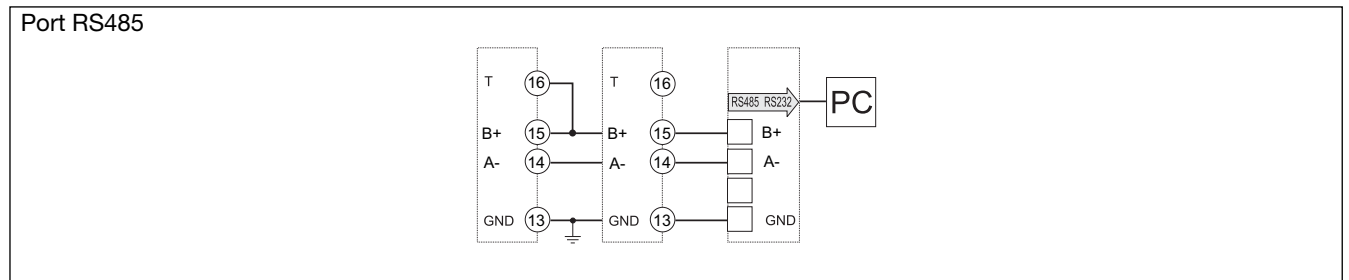 Port RS485
T 16 T 16
RS485 RS232 PC
B+ 15 B+ 15 B+
A- 14 A- 14 A-
GND 13 GND 13 GND